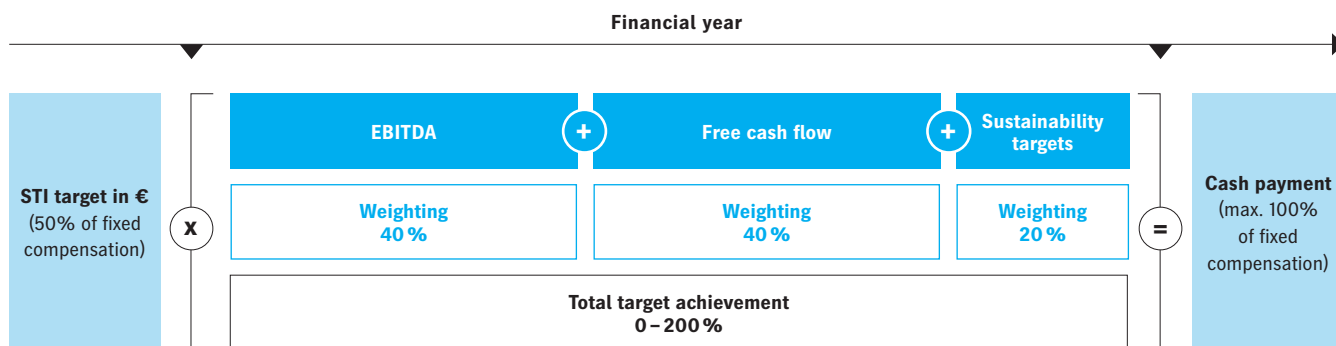 Financial year
STI target in €
(50% of fixed
compensation)
x
EBITDA
+
Free cash flow
+
Sustainability
targets
Weighting
40 %
Weighting
40 %
Weighting
20 %
Total target achievement
0 – 200 %
=
Cash payment
(max. 100%
of fixed
compensation)